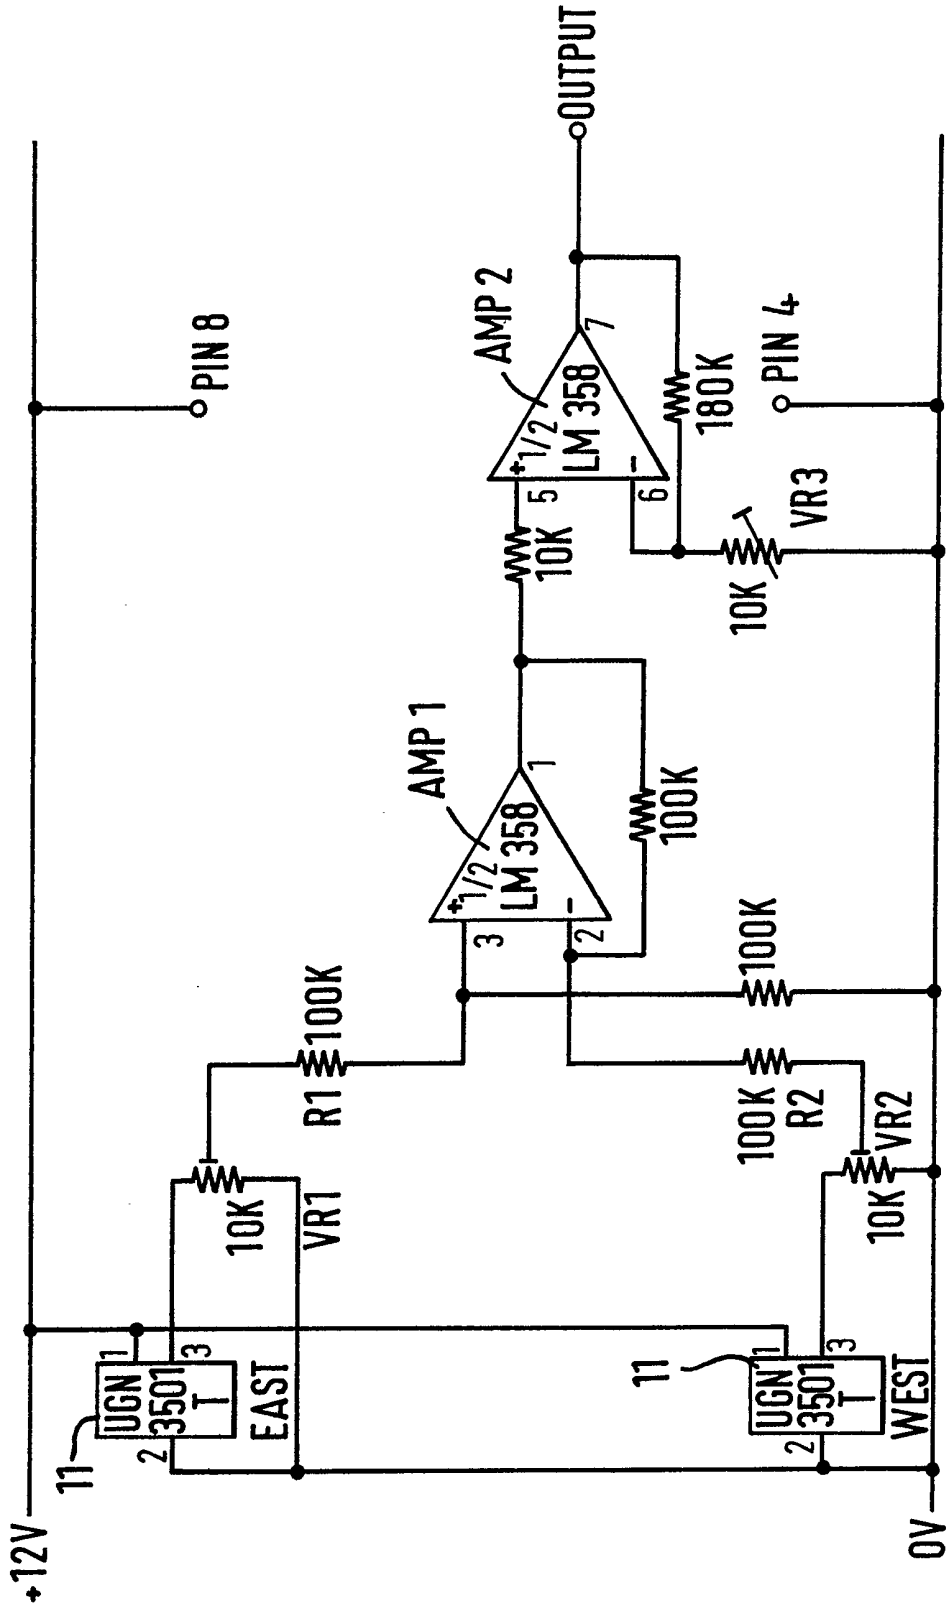 +12V
PIN 8
11
1
UGN
3501
T
2
3
EAST
10K
VR1
R1
100K
AMP 1
3
+
1/2
LM 358
-
2
1
100K
10K
AMP 2
5
+
1/2
LM 358
-
6
7
OUTPUT
180K
10K
VR3
PIN 4
100K
100K
R2
11
1
UGN
3501
T
2
3
WEST
10K
VR2
0V